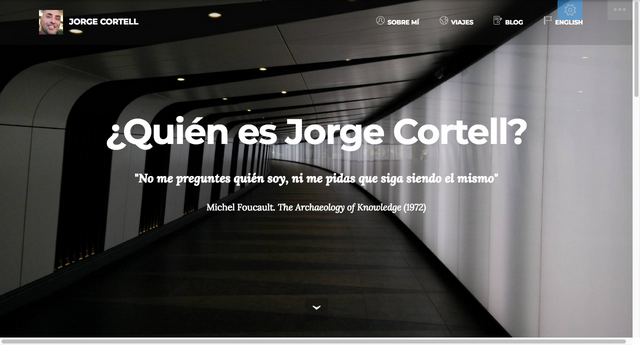 JORGE CORTELL
SOBRE MÍ
VIAJES
BLOG
ENGLISH
¿Quién es Jorge Cortell?
"No me preguntes quién soy, ni me pidas que siga siendo el mismo"
Michel Foucault. The Archaeology of Knowledge (1972)